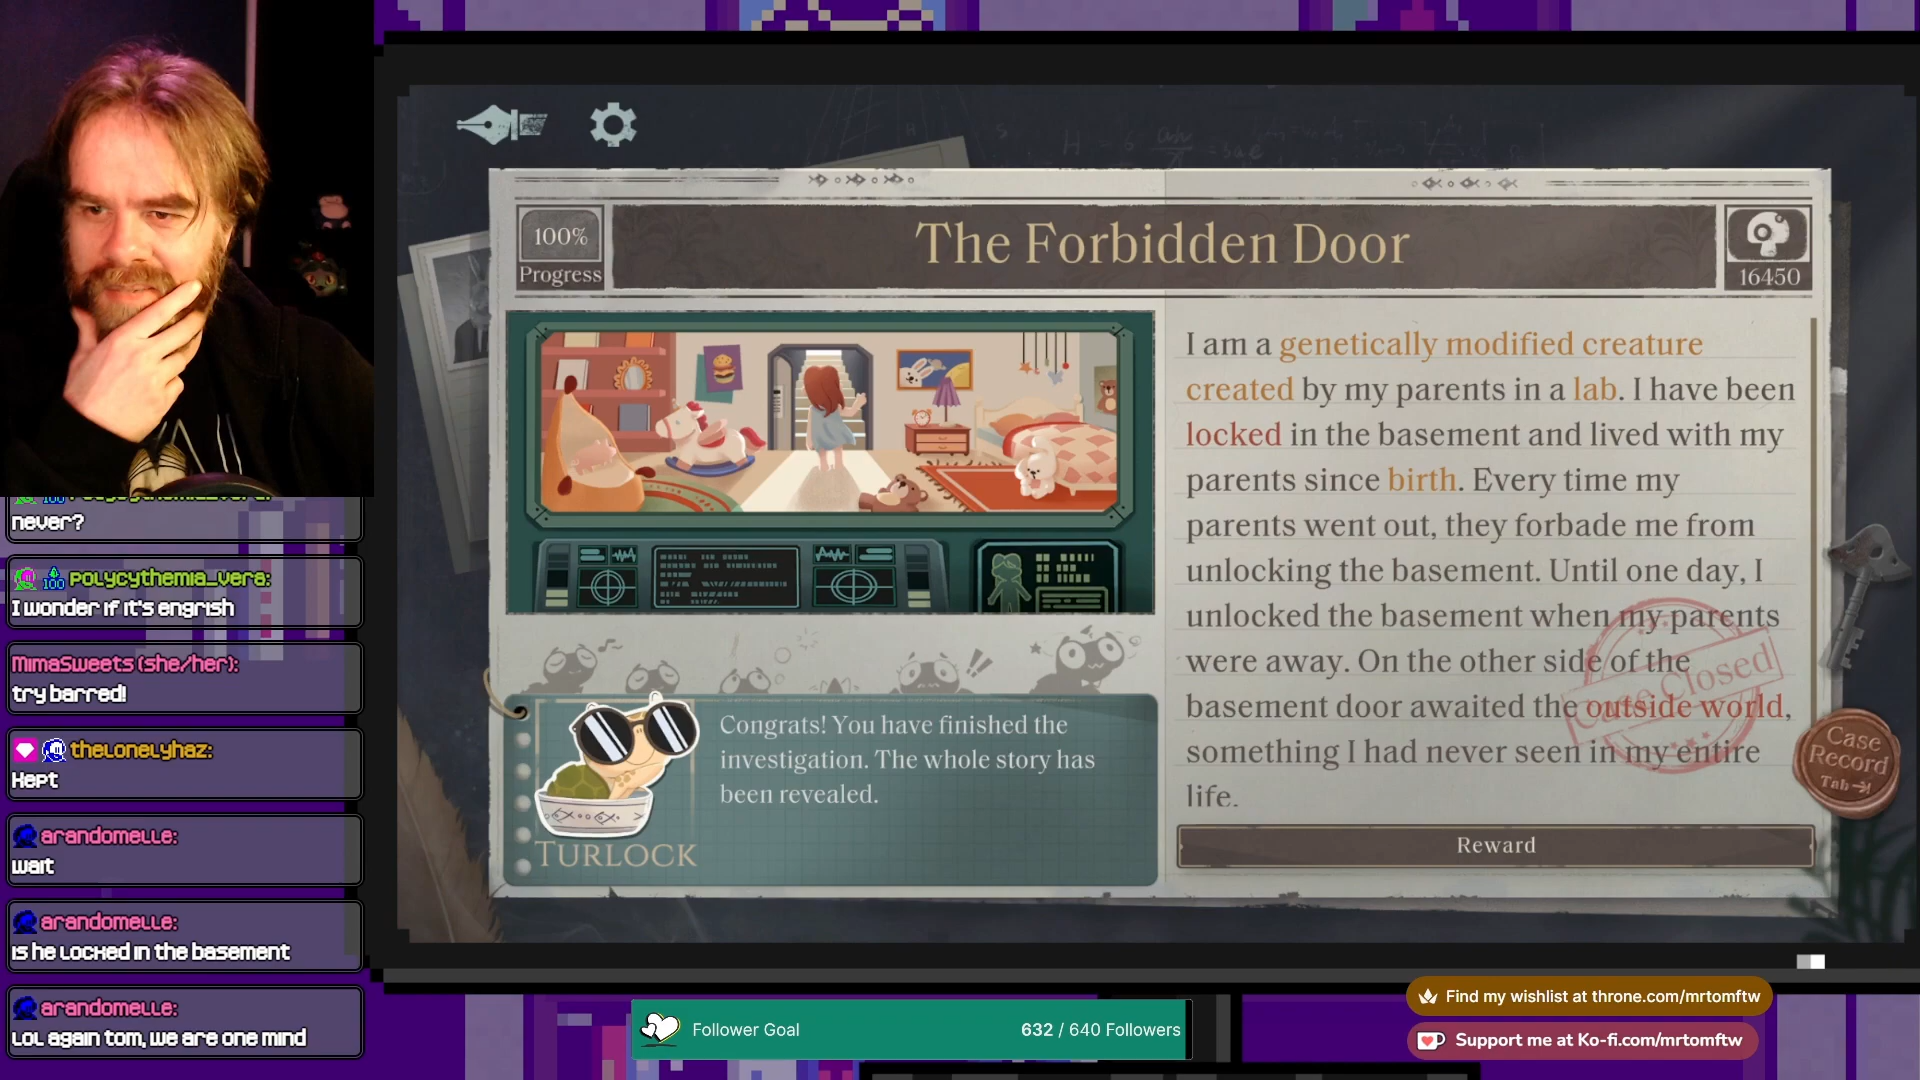 never?
polycythemia_vera:
I wonder if it's engrish
MimaSweets (she/her):
try barred!
thelonelyhaz:
Kept
arandomelle:
wait
arandomelle:
is he locked in the basement
arandomelle:
LOL again tom, we are one mind
100%
Progress
The Forbidden Door
16450
I am a genetically modified creature
created by my parents in a lab. I have been
locked in the basement and lived with my
parents since birth. Every time my
parents went out, they forbade me from
unlocking the basement. Until one day, I
unlocked the basement when my parents
were away. On the other side of the
basement door awaited the outside world,
something I had never seen in my entire
life.
Case Closed
Case
Record
Tab
Reward
Congrats! You have finished the
investigation. The whole story has
been revealed.
TURLOCK
Follower Goal
632 / 640 Followers
Find my wishlist at throne.com/mrtomftw
Support me at Ko-fi.com/mrtomftw